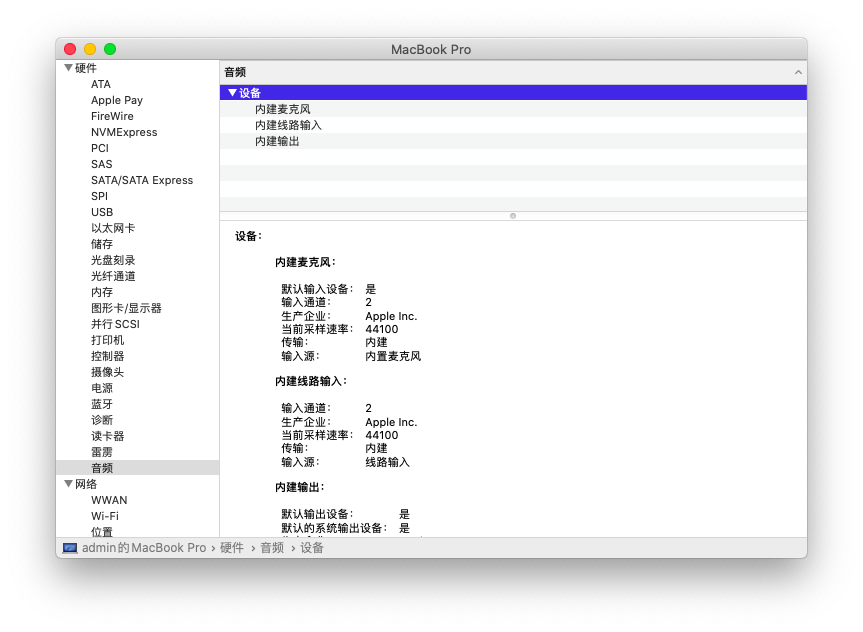 MacBook Pro
硬件
ATA
Apple Pay
FireWire
NVMExpress
PCI
SAS
SATA/SATA Express
SPI
USB
以太网卡
储存
光盘刻录
光纤通道
内存
图形卡/显示器
并行SCSI
打印机
控制器
摄像头
电源
蓝牙
诊断
读卡器
雷雳
音频
网络
WWAN
Wi-Fi
位置
音频
设备
内建麦克风
内建线路输入
内建输出
设备：
内建麦克风：
默认输入设备： 是
输入通道： 2
生产企业： Apple Inc.
当前采样速率： 44100
传输： 内建
输入源： 内置麦克风
内建线路输入：
输入通道： 2
生产企业： Apple Inc.
当前采样速率： 44100
传输： 内建
输入源： 线路输入
内建输出：
默认输出设备： 是
默认的系统输出设备： 是
admin的MacBook Pro › 硬件 › 音频 › 设备